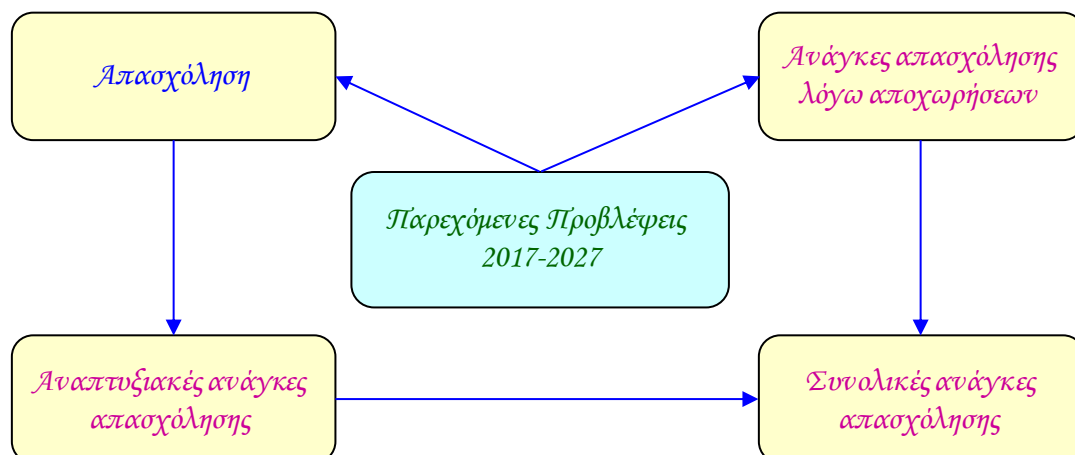 Απασχόληση
Ανάγκες απασχόλησης
λόγω αποχωρήσεων
Παρεχόμενες Προβλέψεις
2017-2027
Αναπτυξιακές ανάγκες
απασχόλησης
Συνολικές ανάγκες
απασχόλησης